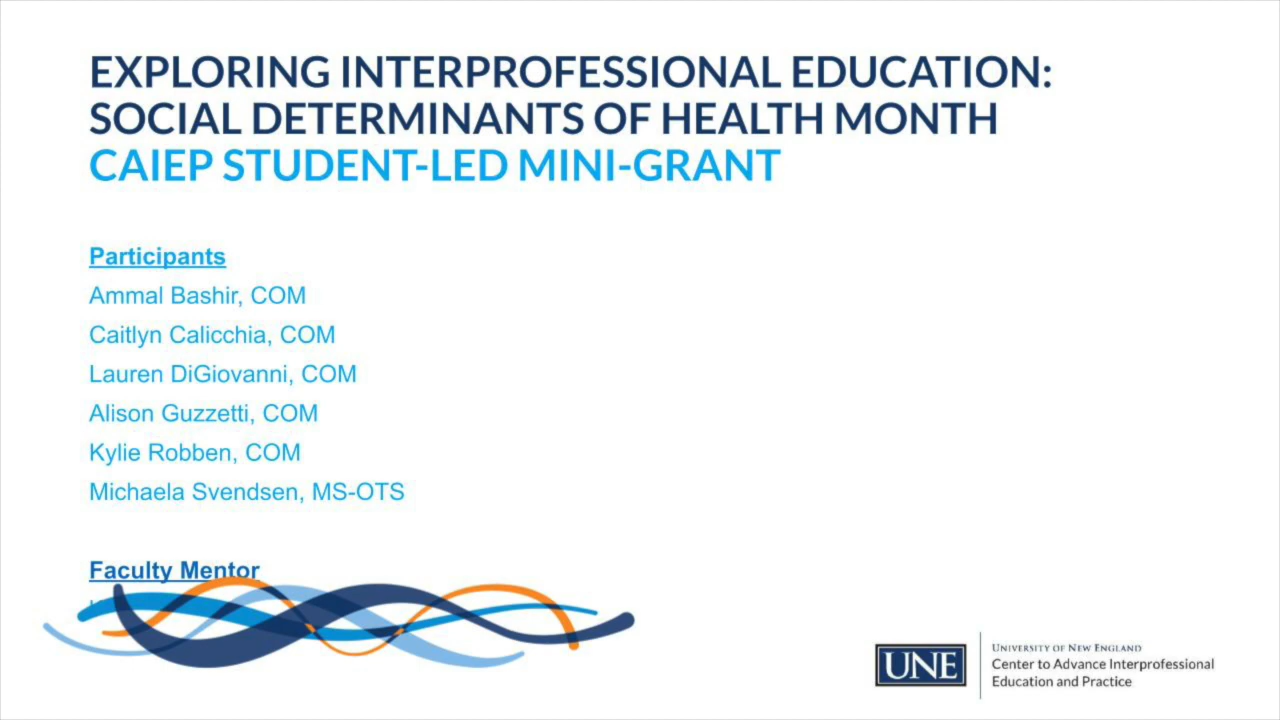 EXPLORING INTERPROFESSIONAL EDUCATION:
SOCIAL DETERMINANTS OF HEALTH MONTH
CAIEP STUDENT-LED MINI-GRANT
Participants
Ammal Bashir, COM
Caitlyn Calicchia, COM
Lauren DiGiovanni, COM
Alison Guzzetti, COM
Kylie Robben, COM
Michaela Svendsen, MS-OTS
Faculty Mentor
UNE
UNIVERSITY OF NEW ENGLAND
Center to Advance Interprofessional
Education and Practice